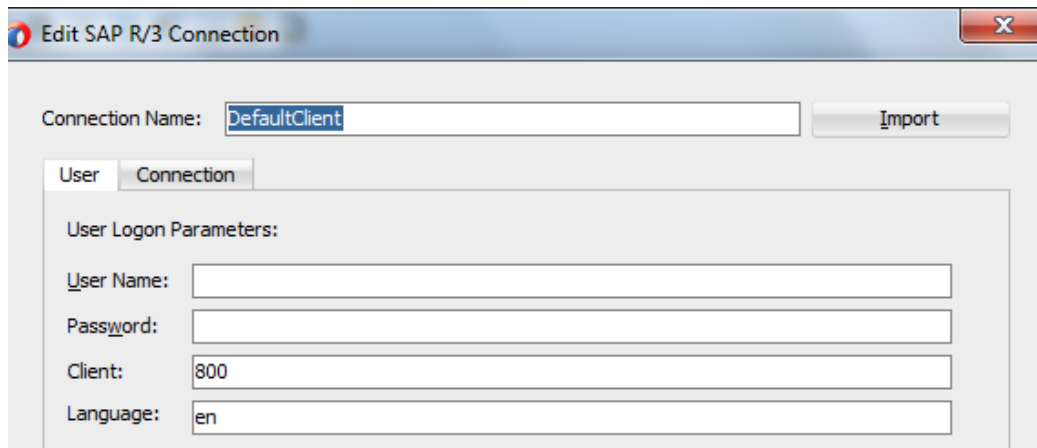 Edit SAP R/3 Connection
Connection Name: DefaultClient Import
User Connection
User Logon Parameters:
User Name:
Password:
Client: 800
Language: en